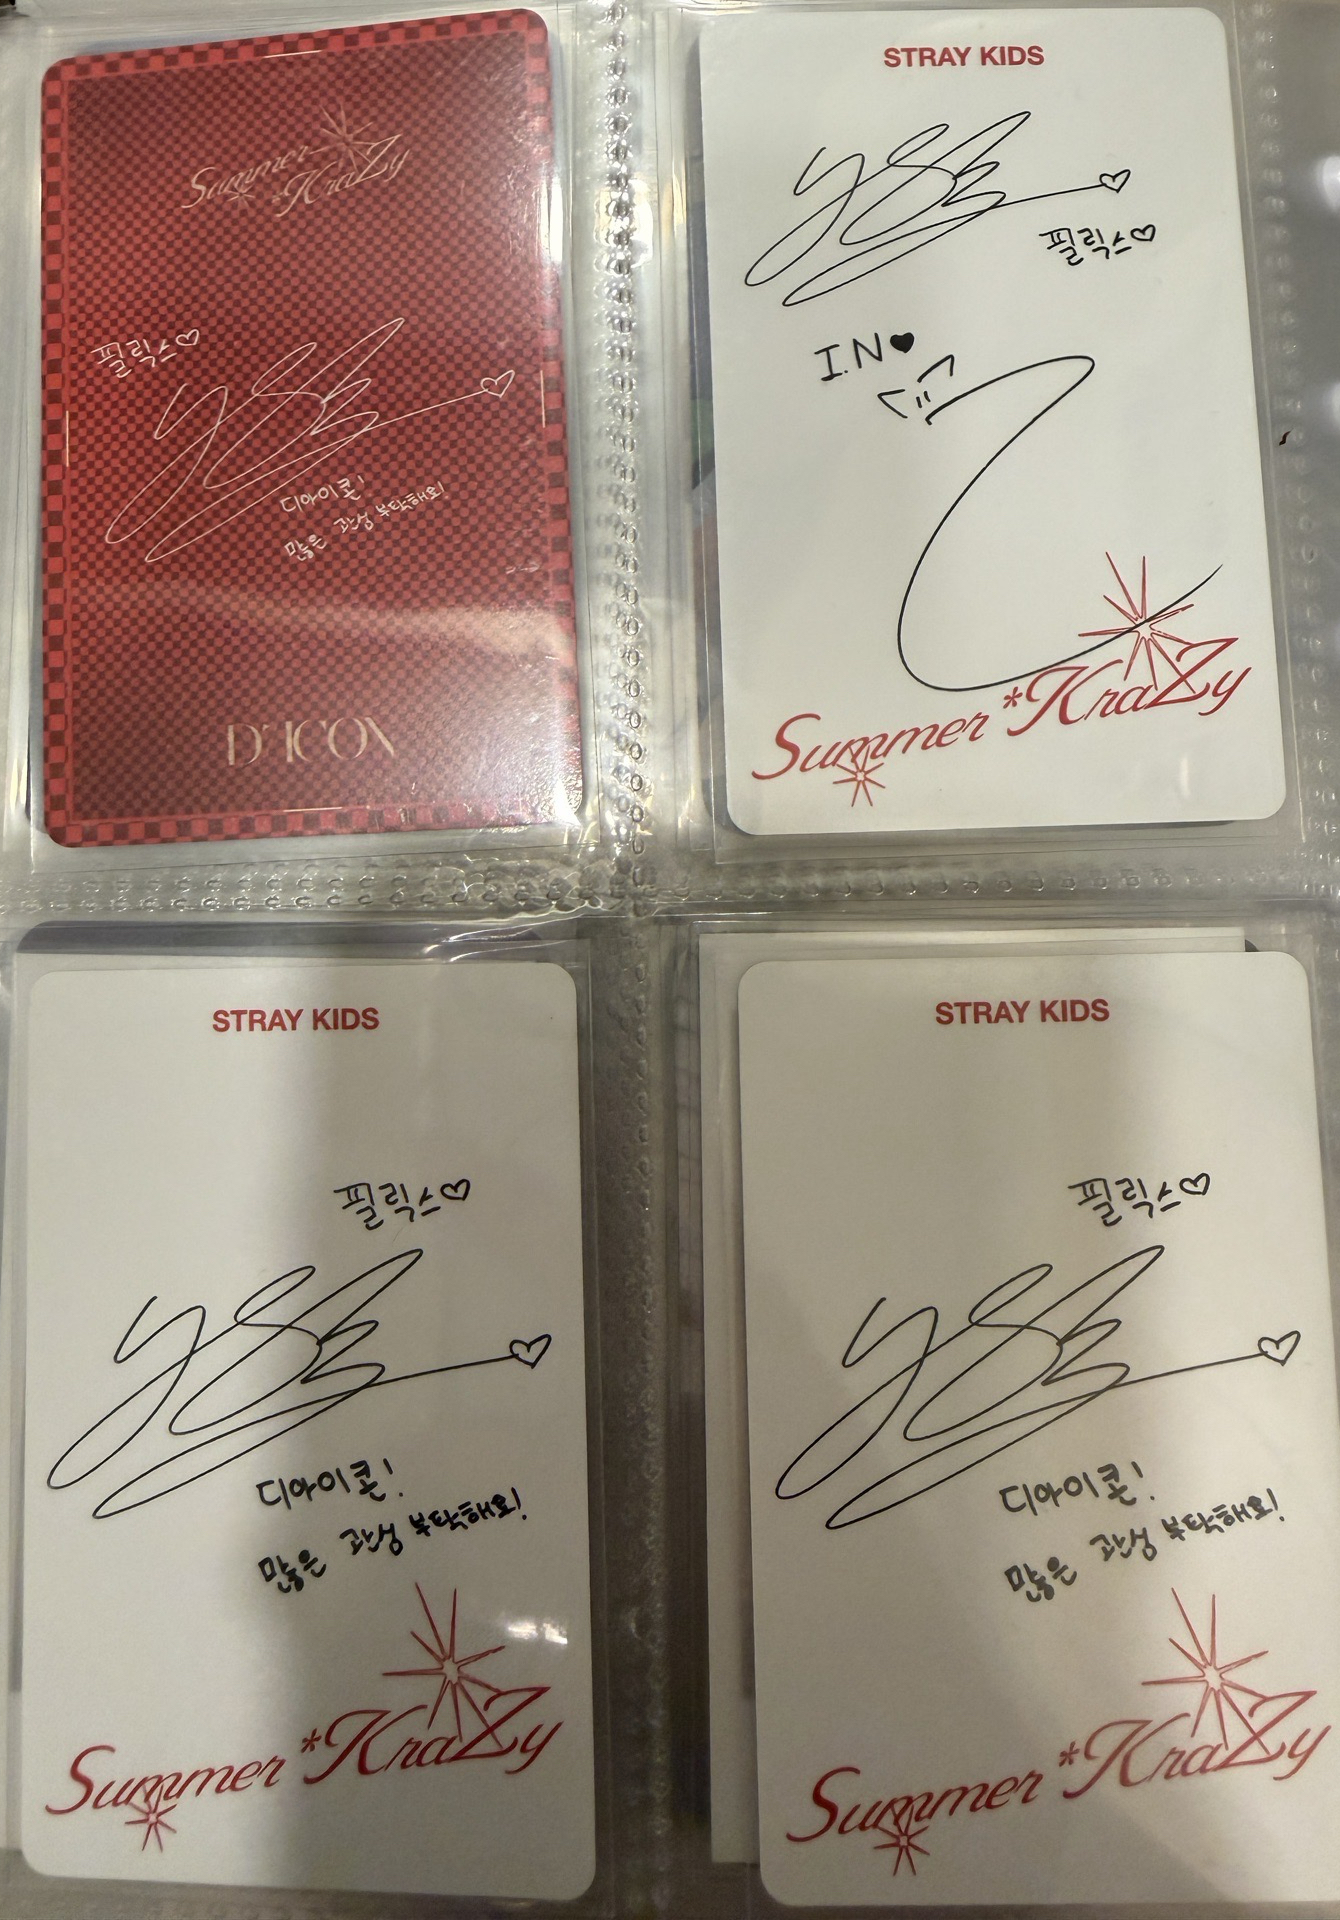 Summer
*KraZy
필릭스♡
디아이콘!
많은 관심 부탁해요!
D'ICON
STRAY KIDS
필릭스♡
I.N♥
Summer *KraZy
STRAY KIDS
필릭스♡
디아이콘!
많은 관심 부탁해요!
Summer *KraZy
STRAY KIDS
필릭스♡
디아이콘!
많은 관심 부탁해요!
Summer *KraZy